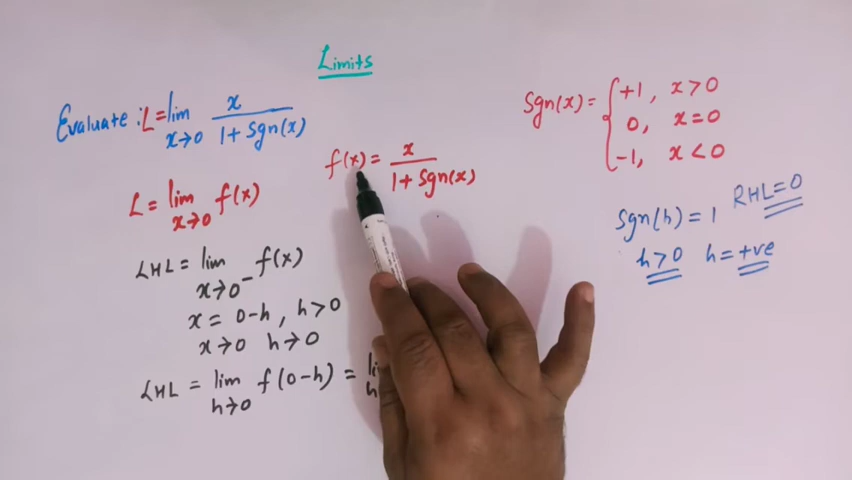 Limits
Evaluate : L = lim x→0 x / 1 + Sgn(x)
Sgn(x) = { +1, x > 0
0, x = 0
-1, x < 0
f(x) = x / 1 + Sgn(x)
L = lim x→0 f(x)
Sgn(h) = 1 RHL = 0
h > 0 h = +ve
LHL = lim x→0⁻ f(x)
x = 0-h, h > 0
x→0 h→0
LHL = lim h→0 f(0-h) =